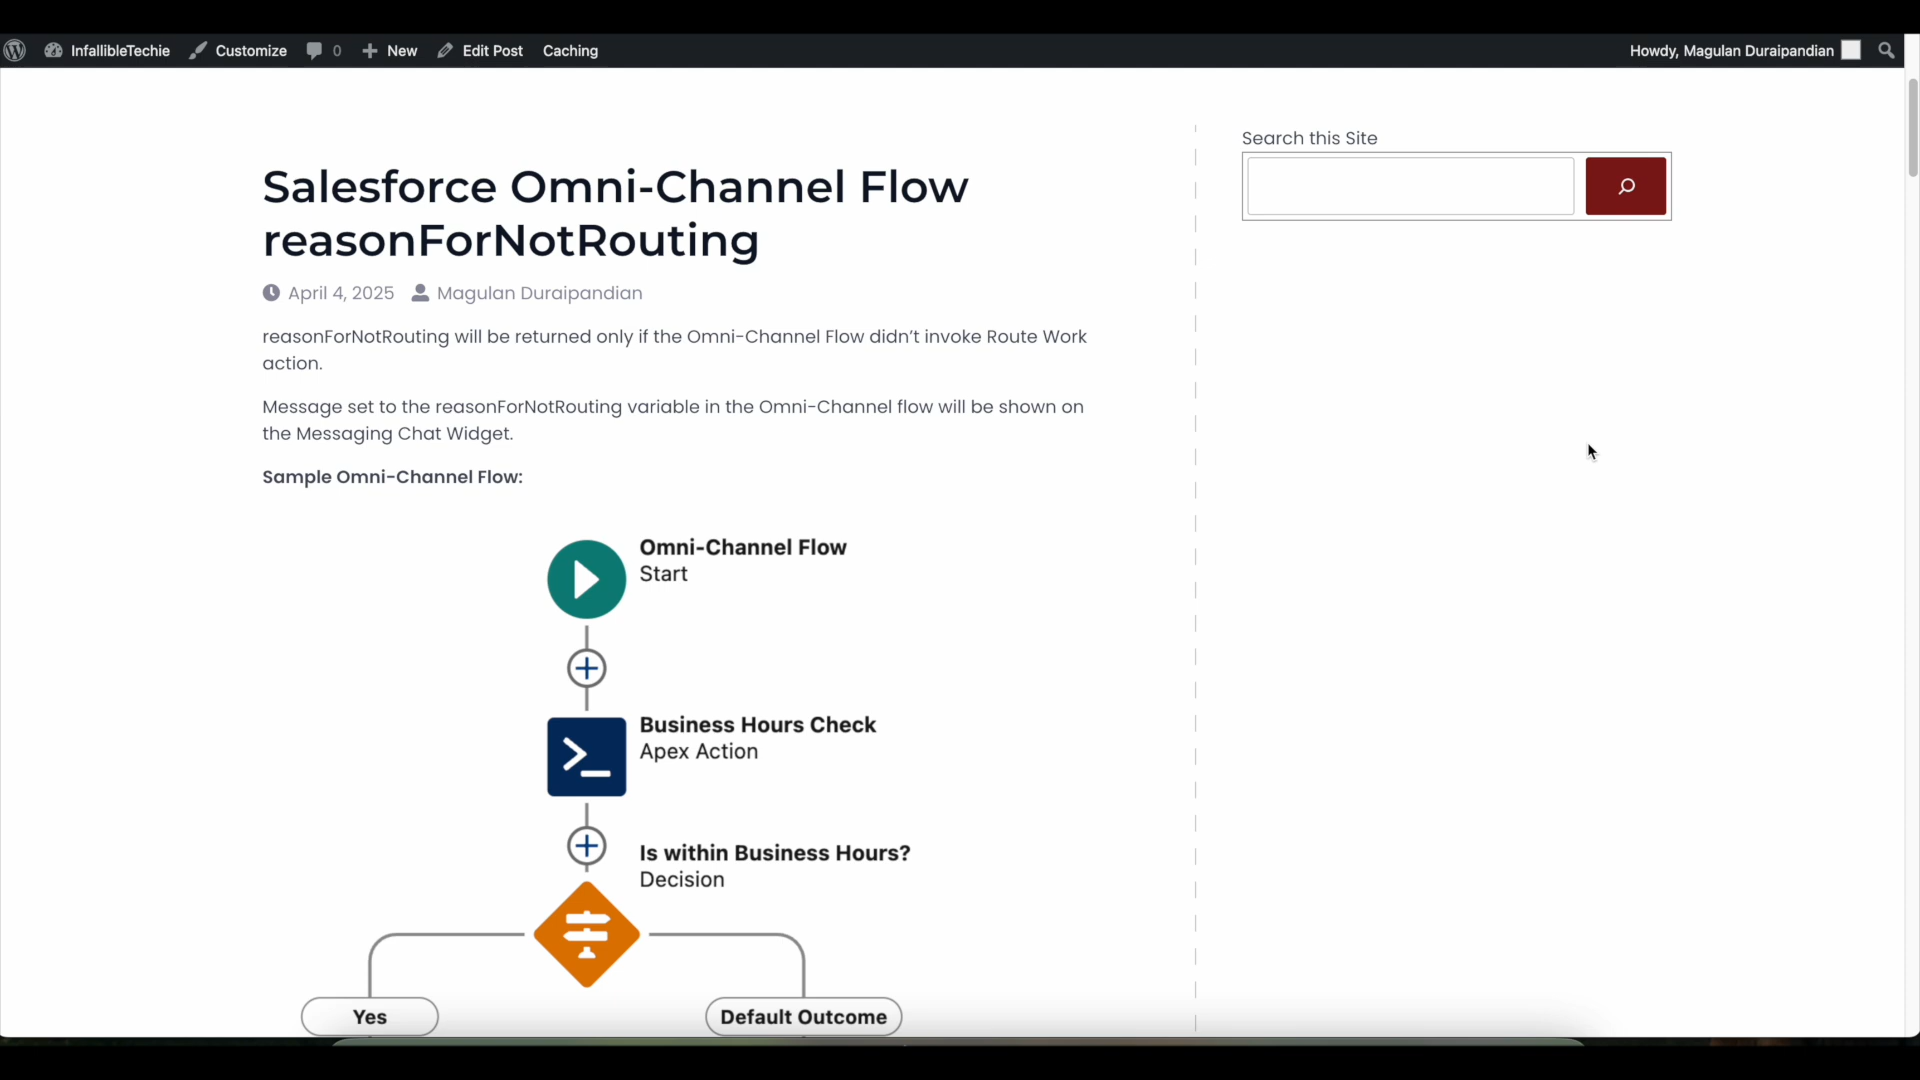 InfallibleTechie Customize 0 New Edit Post Caching Howdy, Magulan Duraipandian
Search this Site
Salesforce Omni-Channel Flow
reasonForNotRouting
April 4, 2025 Magulan Duraipandian
reasonForNotRouting will be returned only if the Omni-Channel Flow didn’t invoke Route Work
action.
Message set to the reasonForNotRouting variable in the Omni-Channel flow will be shown on
the Messaging Chat Widget.
Sample Omni-Channel Flow:
Omni-Channel Flow
Start
Business Hours Check
Apex Action
Is within Business Hours?
Decision
Yes Default Outcome